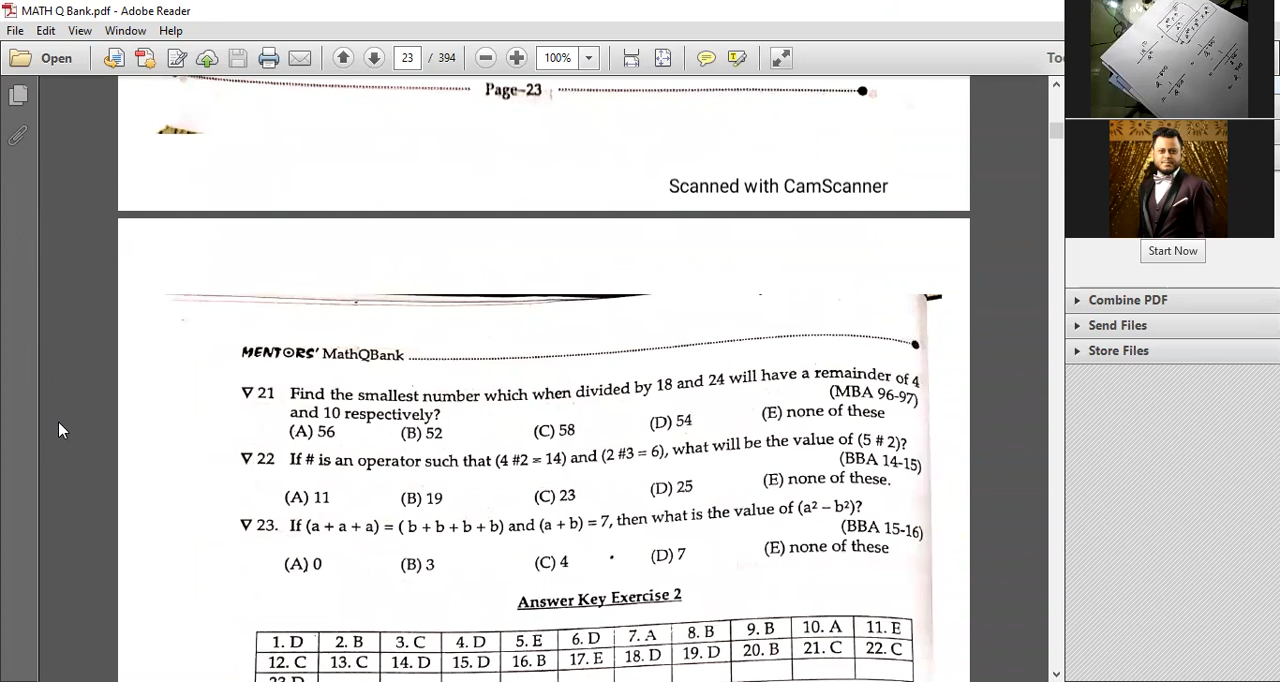 MATH Q Bank.pdf - Adobe Reader
File Edit View Window Help
Open 23 / 394 100%
Page-23
Scanned with CamScanner
Start Now
Combine PDF
Send Files
Store Files
MENTORS' MathQBank
∇ 21 Find the smallest number which when divided by 18 and 24 will have a remainder of 4
and 10 respectively? (MBA 96-97)
(A) 56 (B) 52 (C) 58 (D) 54 (E) none of these
∇ 22 If # is an operator such that (4 #2 = 14) and (2 #3 = 6), what will be the value of (5 # 2)?
(BBA 14-15)
(A) 11 (B) 19 (C) 23 (D) 25 (E) none of these.
∇ 23. If (a + a + a) = ( b + b + b + b) and (a + b) = 7, then what is the value of (a² – b²)?
(BBA 15-16)
(A) 0 (B) 3 (C) 4 (D) 7 (E) none of these
Answer Key Exercise 2
1. D 2. B 3. C 4. D 5. E 6. D 7. A 8. B 9. B 10. A 11. E
12. C 13. C 14. D 15. D 16. B 17. E 18. D 19. D 20. B 21. C 22. C
23. D